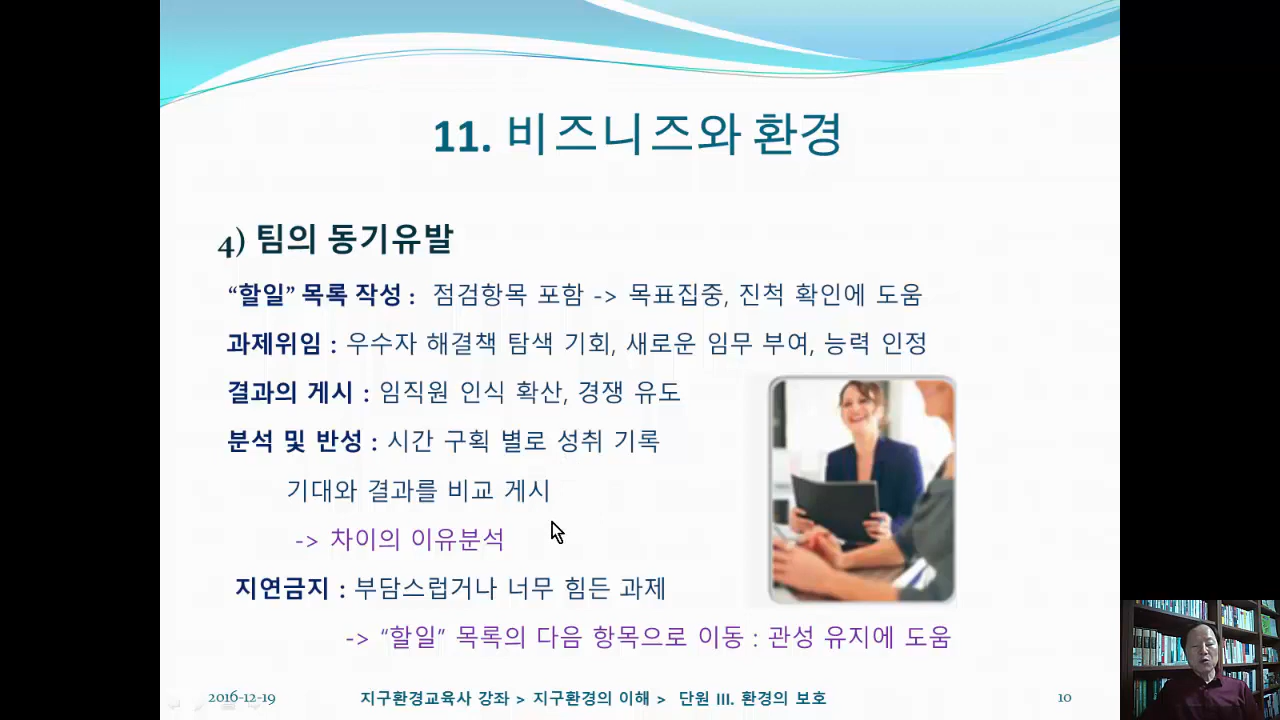 11. 비즈니즈와 환경
4) 팀의 동기유발
“할일” 목록 작성 : 점검항목 포함 -> 목표집중, 진척 확인에 도움
과제위임 : 우수자 해결책 탐색 기회, 새로운 임무 부여, 능력 인정
결과의 게시 : 임직원 인식 확산, 경쟁 유도
분석 및 반성 : 시간 구획 별로 성취 기록
기대와 결과를 비교 게시
-> 차이의 이유분석
지연금지 : 부담스럽거나 너무 힘든 과제
-> “할일” 목록의 다음 항목으로 이동 : 관성 유지에 도움
2016-12-19 지구환경교육사 강좌 > 지구환경의 이해 > 단원 III. 환경의 보호 10